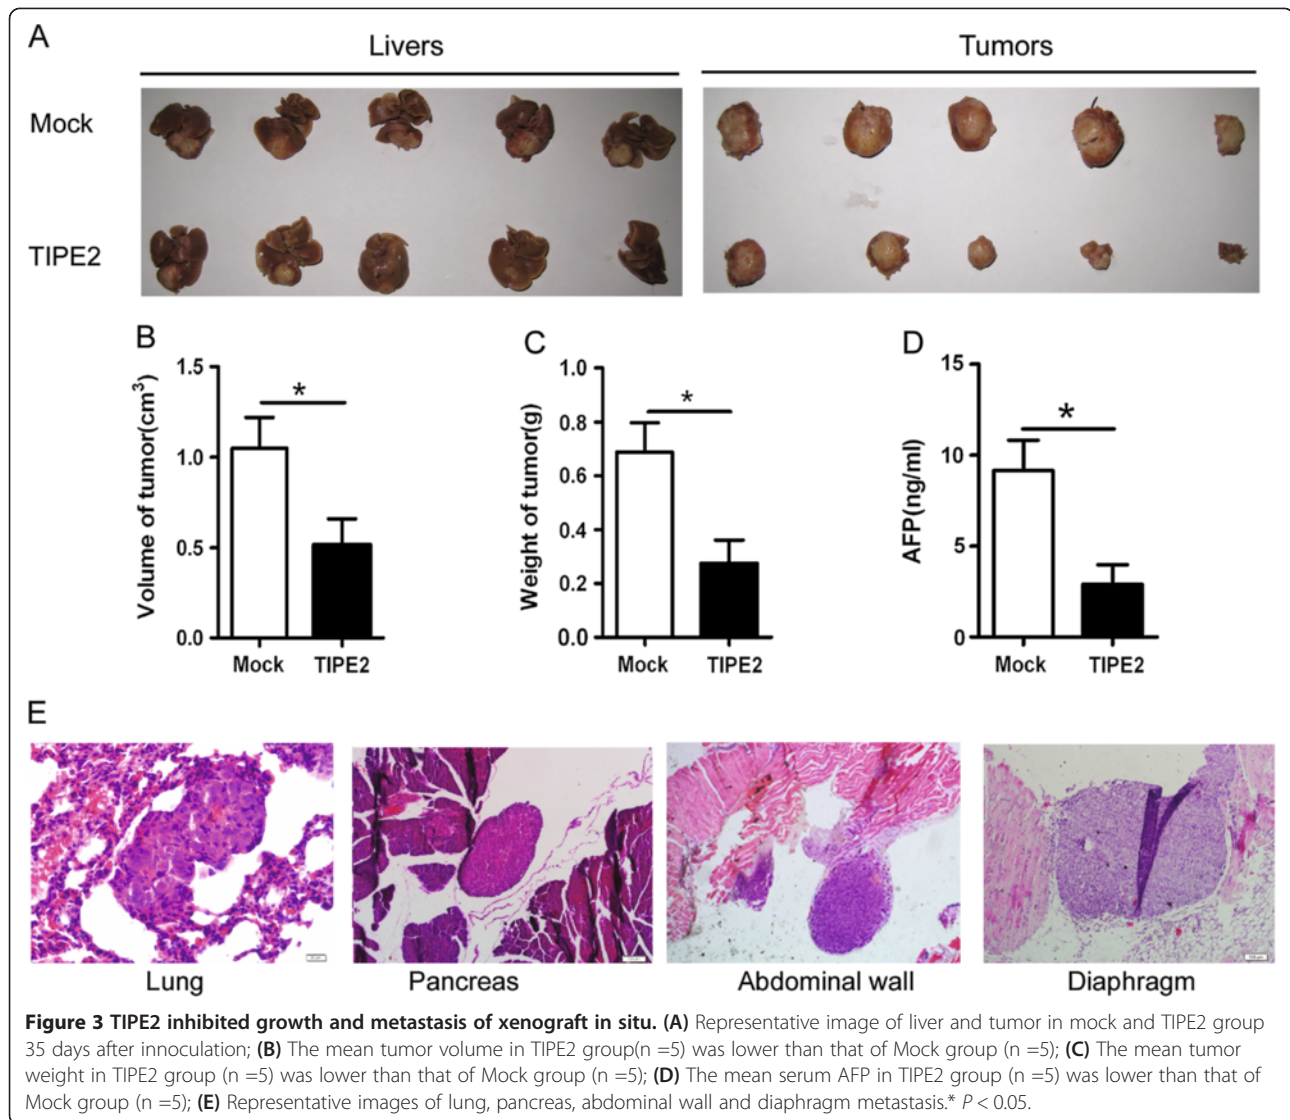 A
Livers
Tumors
Mock
TIPE2
B
Volume of tumor(cm³)
1.5
1.0
0.5
0.0
*
Mock
TIPE2
C
Weight of tumor(g)
1.0
0.8
0.6
0.4
0.2
0.0
*
Mock
TIPE2
D
AFP(ng/ml)
15
10
5
0
*
Mock
TIPE2
E
Lung
Pancreas
Abdominal wall
Diaphragm
Figure 3 TIPE2 inhibited growth and metastasis of xenograft in situ. (A) Representative image of liver and tumor in mock and TIPE2 group
35 days after innoculation; (B) The mean tumor volume in TIPE2 group(n =5) was lower than that of Mock group (n =5); (C) The mean tumor
weight in TIPE2 group (n =5) was lower than that of Mock group (n =5); (D) The mean serum AFP in TIPE2 group (n =5) was lower than that of
Mock group (n =5); (E) Representative images of lung, pancreas, abdominal wall and diaphragm metastasis.* P < 0.05.